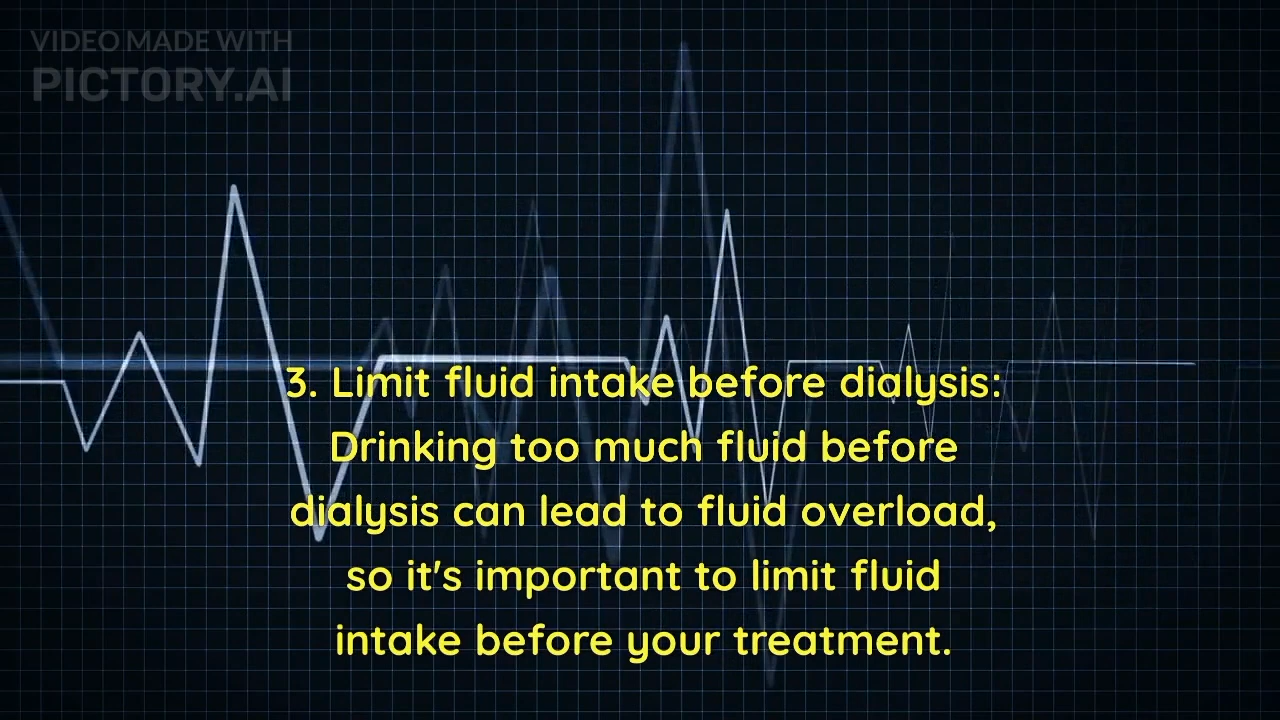 VIDEO MADE WITH
PICTORY.AI
3. Limit fluid intake before dialysis:
Drinking too much fluid before
dialysis can lead to fluid overload,
so it's important to limit fluid
intake before your treatment.